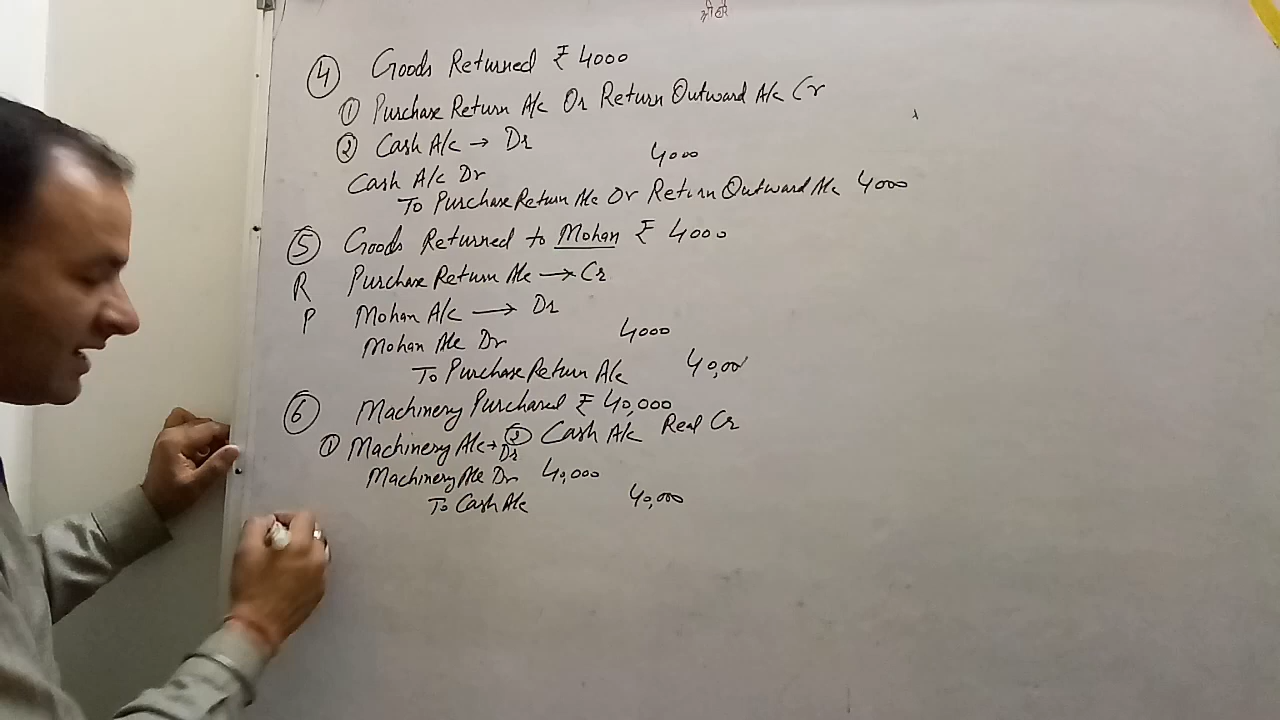 श्री हरि
④ Goods Returned ₹ 4000
① Purchase Return A/c Or Return Outward A/c Cr
② Cash A/c → Dr
4000
Cash A/c Dr
To Purchase Return A/c Or Return Outward A/c 4000
⑤ Goods Returned to Mohan ₹ 4000
R Purchase Return A/c → Cr
P Mohan A/c → Dr
Mohan A/c Dr 4000
To Purchase Return A/c 40,00
⑥ Machinery Purchased ₹ 40,000
① Machinery A/c → Dr ② Cash A/c Real Cr
Machinery A/c Dr 40,000
To Cash A/c 40,000